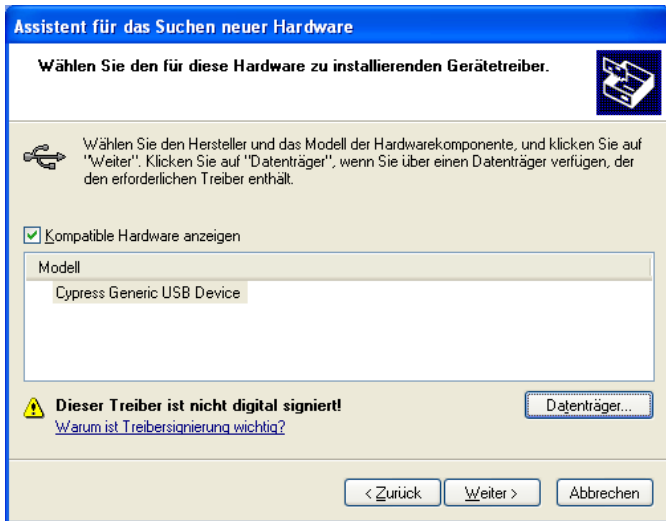 Assistent für das Suchen neuer Hardware
Wählen Sie den für diese Hardware zu installierenden Gerätetreiber.
Wählen Sie den Hersteller und das Modell der Hardwarekomponente, und klicken Sie auf
"Weiter". Klicken Sie auf "Datenträger", wenn Sie über einen Datenträger verfügen, der
den erforderlichen Treiber enthält.
Kompatible Hardware anzeigen
Modell
Cypress Generic USB Device
Dieser Treiber ist nicht digital signiert!
Datenträger...
Warum ist Treibersignierung wichtig?
< Zurück Weiter > Abbrechen